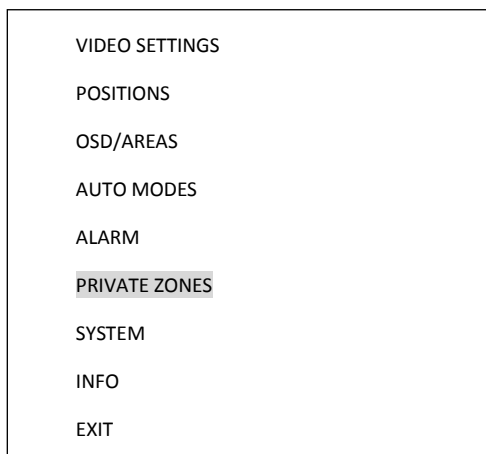 VIDEO SETTINGS
POSITIONS
OSD/AREAS
AUTO MODES
ALARM
PRIVATE ZONES
SYSTEM
INFO
EXIT